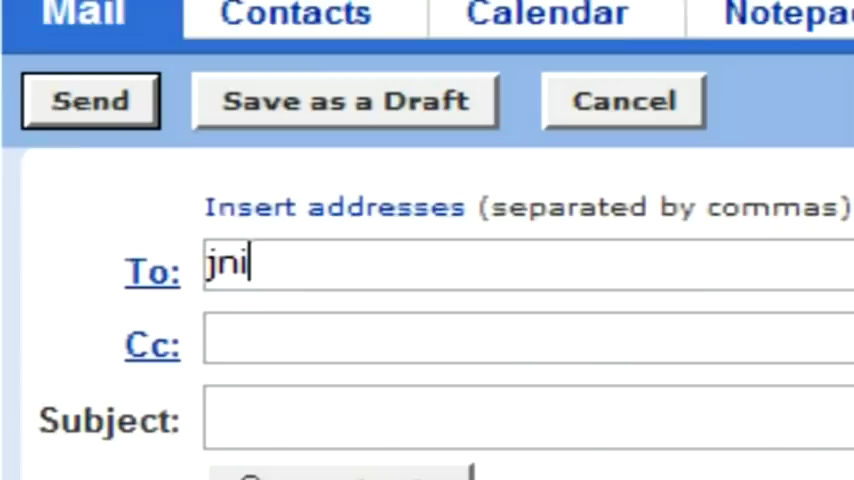 Mail Contacts Calendar
Send Save as a Draft Cancel
Insert addresses (separated by commas)
To: jni
Cc:
Subject: